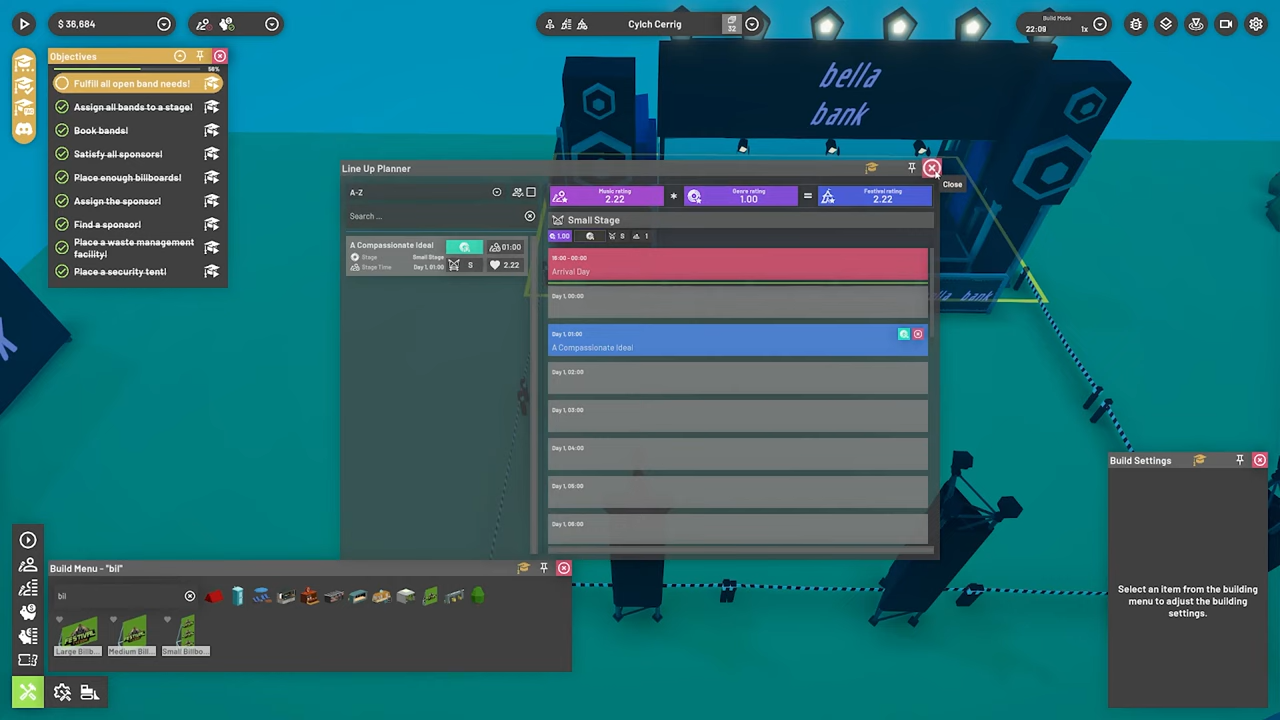 $ 36,684
Cylch Cerrig
32
Build Mode
22:09
1x
Objectives
56%
Fulfill all open band needs!
Assign all bands to a stage!
Book bands!
Satisfy all sponsors!
Place enough billboards!
Assign the sponsor!
Find a sponsor!
Place a waste management
facility!
Place a security tent!
bella
bank
Line Up Planner
Close
A-Z
Search ...
Music rating
2.22
*
Genre rating
1.00
=
Festival rating
2.22
Small Stage
1.00
S
1
A Compassionate Ideal
01:00
Stage
Small Stage
Stage Time
Day 1, 01:00
S
2.22
18:00 - 00:00
Arrival Day
Day 1, 00:00
Day 1, 01:00
A Compassionate Ideal
Day 1, 02:00
Day 1, 03:00
Day 1, 04:00
Day 1, 05:00
Day 1, 06:00
bank
Build Settings
Select an item from the building
menu to adjust the building
settings.
Build Menu - "bil"
bil
Large Billb...
Medium Bill...
Small Billbo...